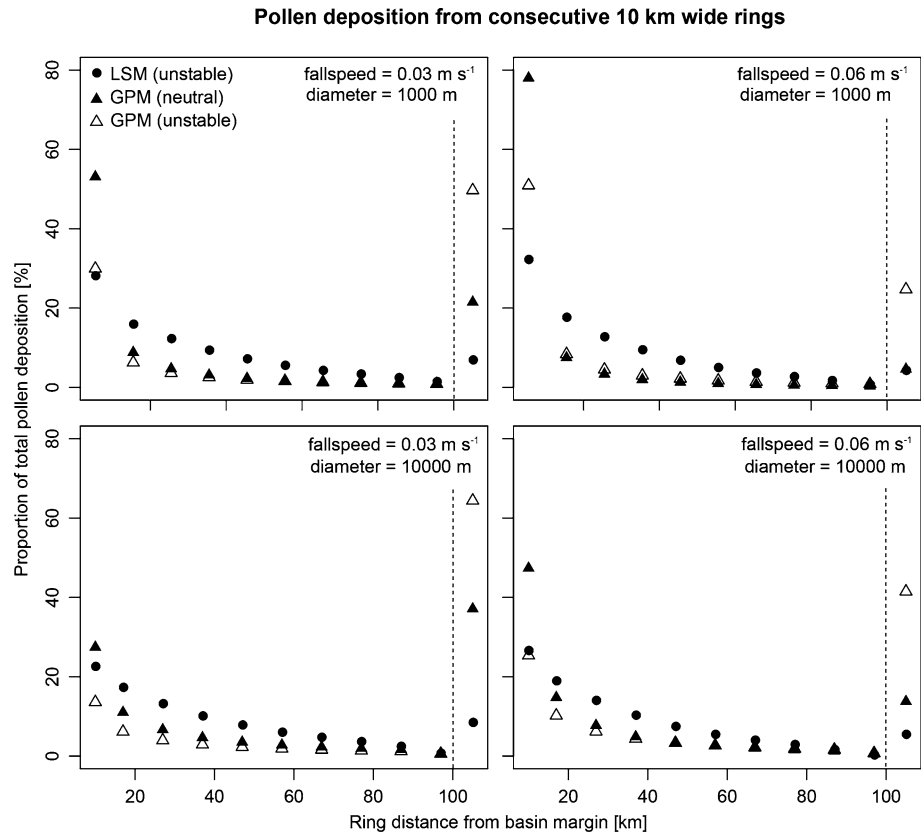 Pollen deposition from consecutive 10 km wide rings
LSM (unstable)
GPM (neutral)
GPM (unstable)
fallspeed = 0.03 m s⁻¹
diameter = 1000 m
fallspeed = 0.06 m s⁻¹
diameter = 1000 m
80
60
40
20
0
fallspeed = 0.03 m s⁻¹
diameter = 10000 m
fallspeed = 0.06 m s⁻¹
diameter = 10000 m
80
60
40
20
0
Proportion of total pollen deposition [%]
20 40 60 80 100 20 40 60 80 100
Ring distance from basin margin [km]